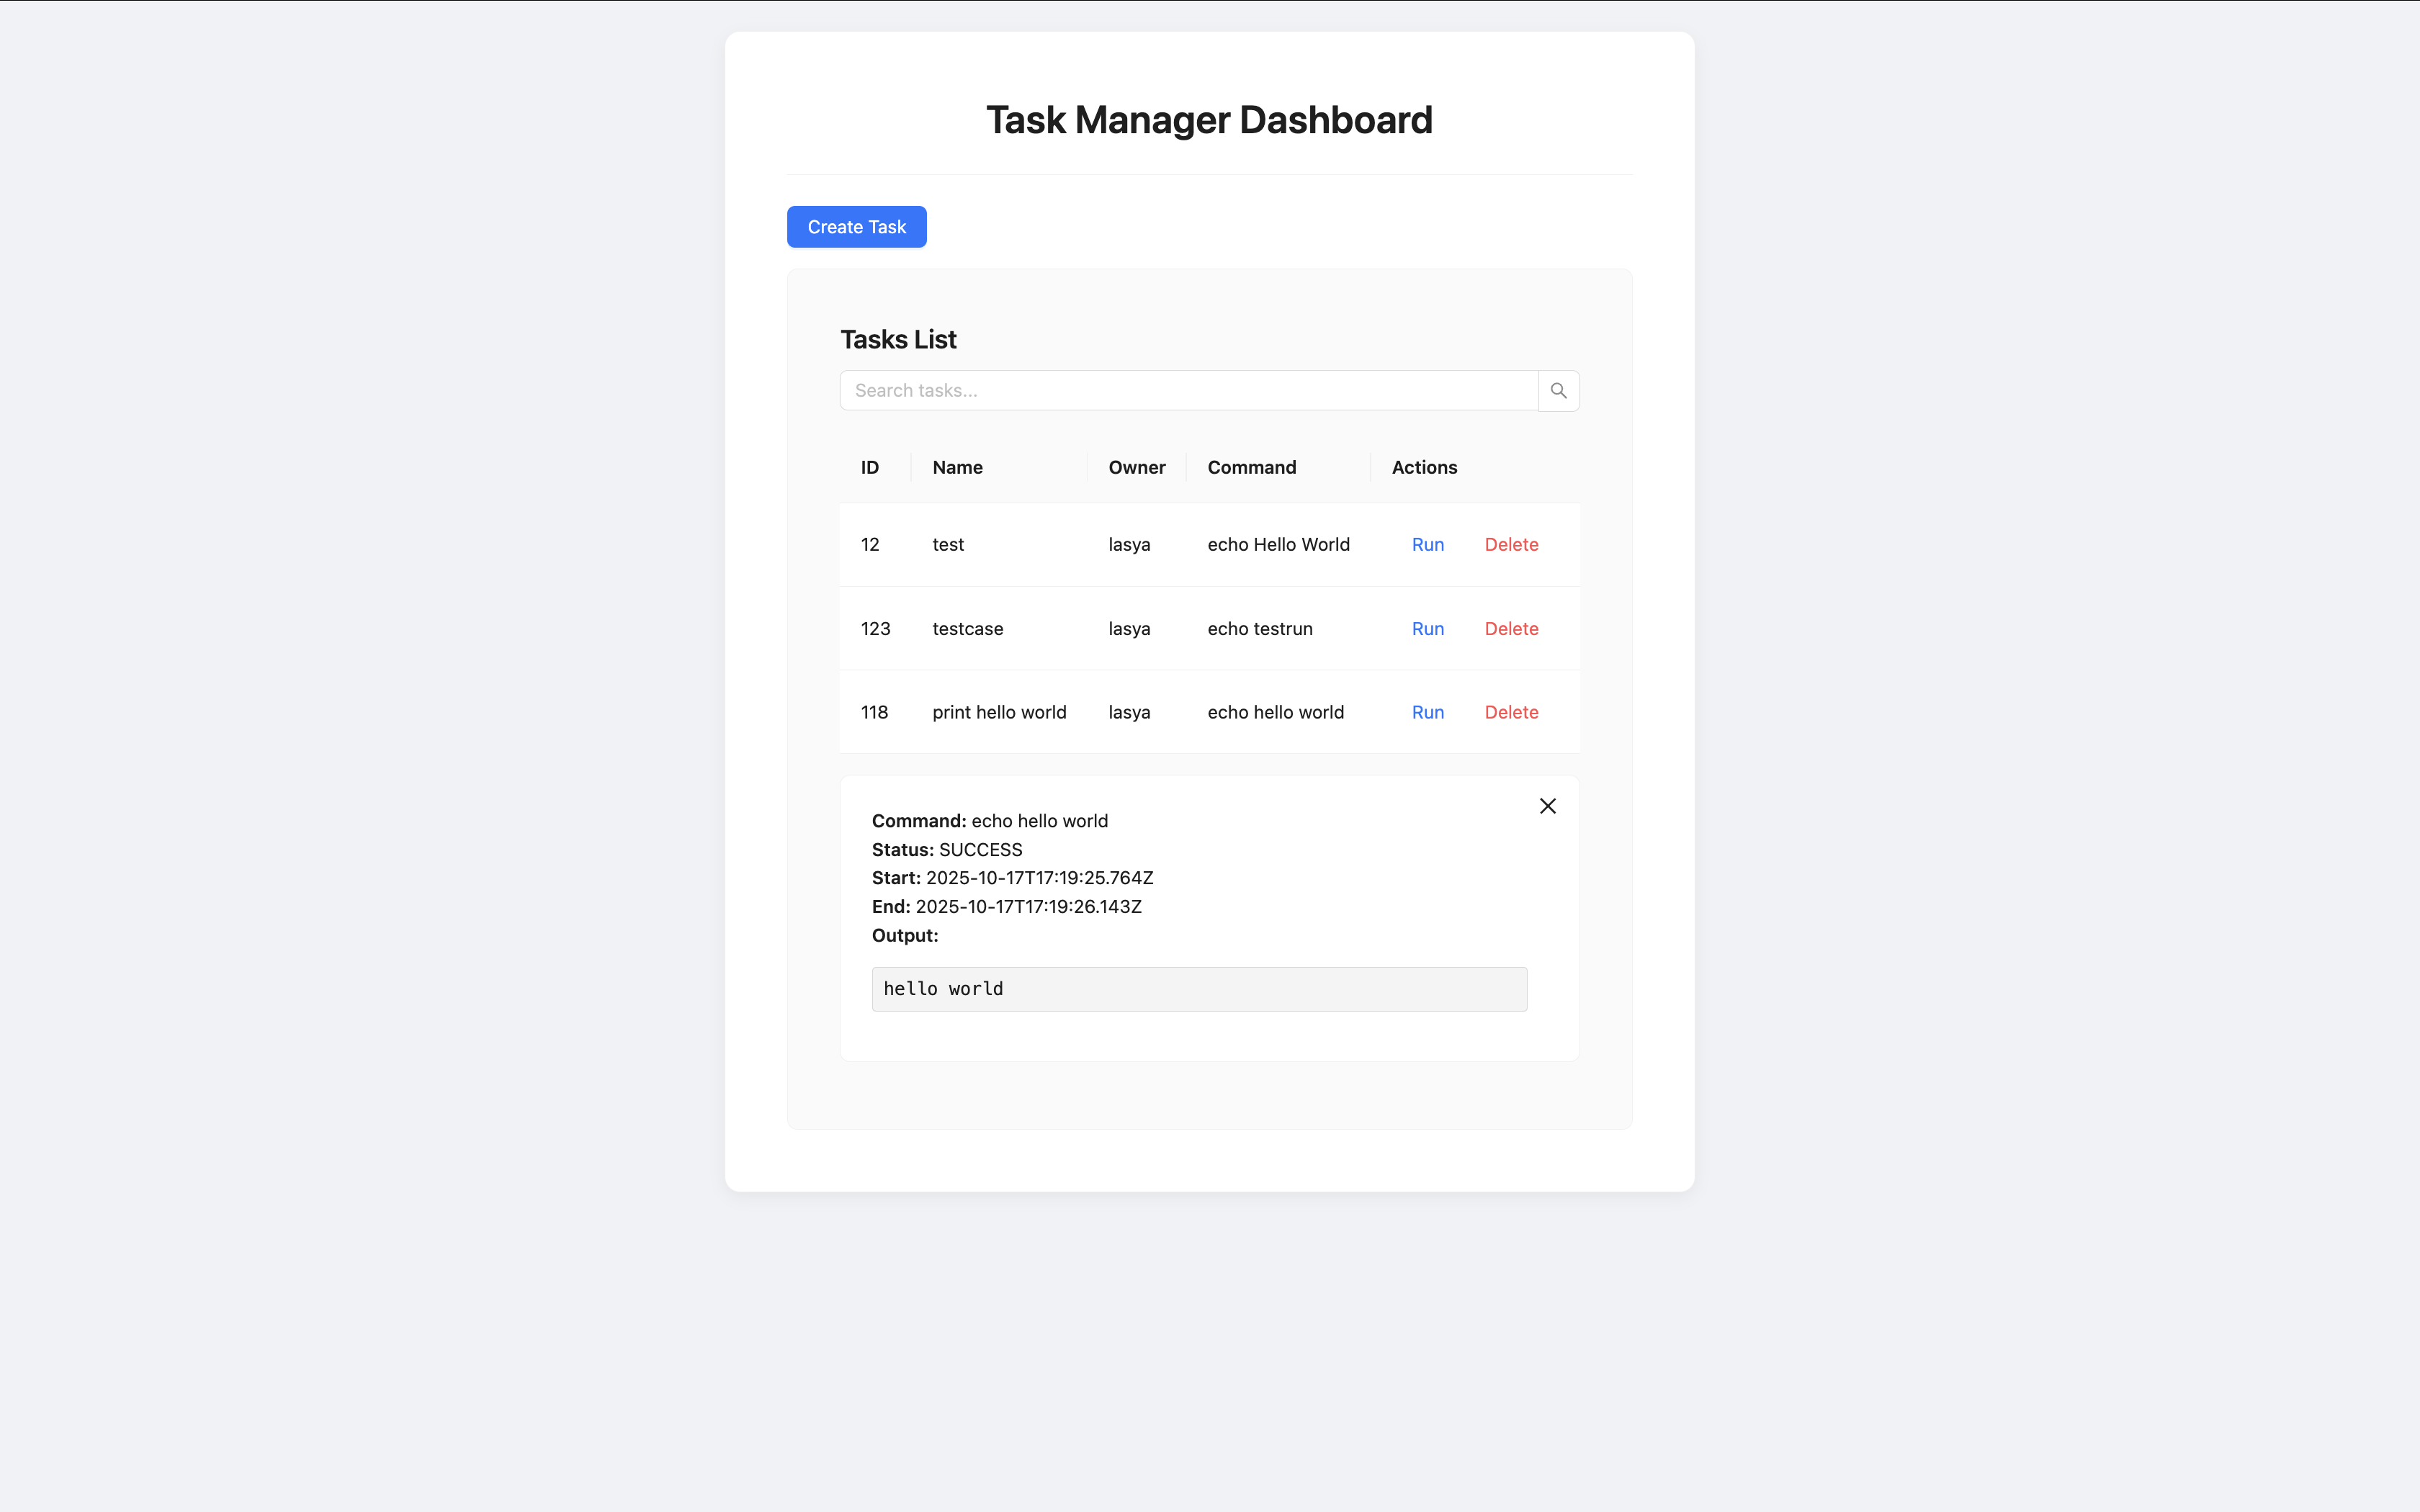 Task Manager Dashboard
Create Task
Tasks List
Search tasks...
ID Name Owner Command Actions
12 test lasya echo Hello World Run Delete
123 testcase lasya echo testrun Run Delete
118 print hello world lasya echo hello world Run Delete
Command: echo hello world
Status: SUCCESS
Start: 2025-10-17T17:19:25.764Z
End: 2025-10-17T17:19:26.143Z
Output:
hello world